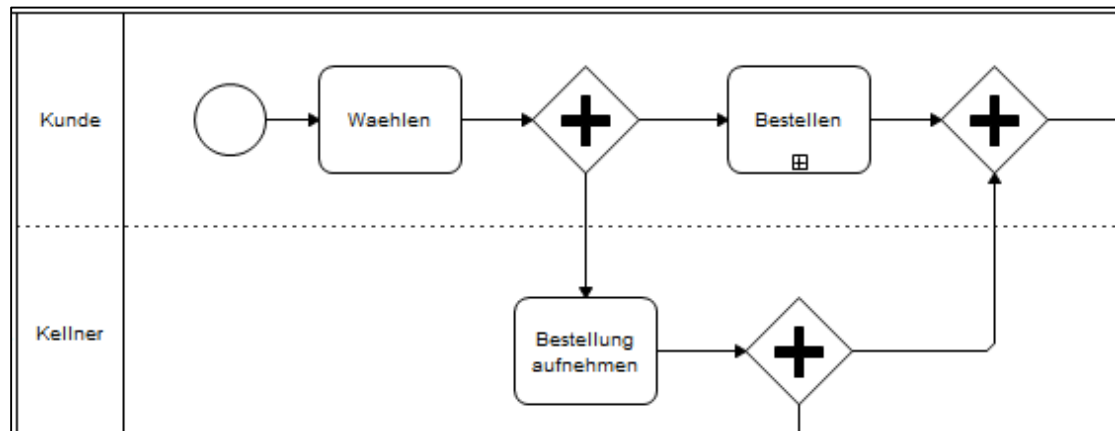 Kunde
Waehlen
Bestellen
Kellner
Bestellung
aufnehmen